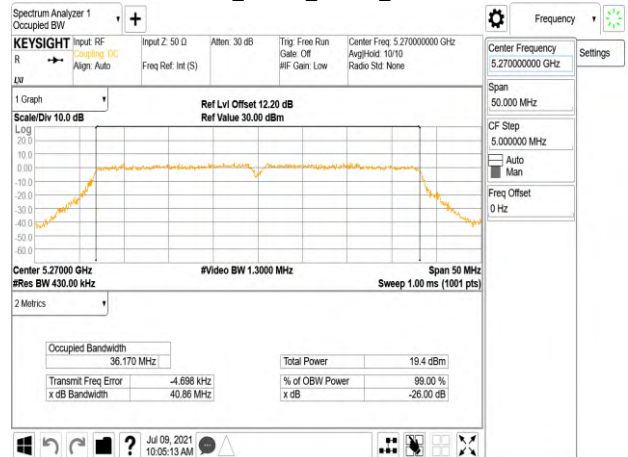 Spectrum Analyzer 1
Occupied BW
Frequency
KEYSIGHT
R
LXI
Input: RF
Coupling: DC
Align: Auto
Input Z: 50 Ω
Freq Ref: Int (S)
Atten: 30 dB
Trig: Free Run
Gate: Off
#IF Gain: Low
Center Freq: 5.270000000 GHz
Avg|Hold: 10/10
Radio Std: None
Center Frequency
5.270000000 GHz
Settings
Span
50.000 MHz
CF Step
5.000000 MHz
Auto
Man
Freq Offset
0 Hz
1 Graph
Scale/Div 10.0 dB
Ref Lvl Offset 12.20 dB
Ref Value 30.00 dBm
Log
20.0
10.0
0.00
-10.0
-20.0
-30.0
-40.0
-50.0
-60.0
Center 5.27000 GHz
#Res BW 430.00 kHz
#Video BW 1.3000 MHz
Span 50 MHz
Sweep 1.00 ms (1001 pts)
2 Metrics
Occupied Bandwidth
36.170 MHz
Total Power 19.4 dBm
Transmit Freq Error -4.698 kHz
% of OBW Power 99.00 %
x dB Bandwidth 40.86 MHz
x dB -26.00 dB
?
Jul 09, 2021
10:05:13 AM